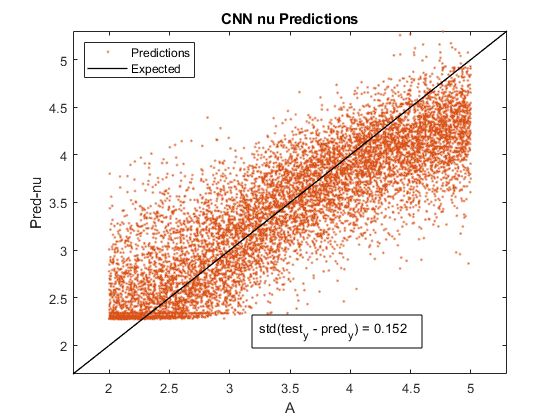 CNN nu Predictions
Predictions
Expected
5
4.5
4
3.5
3
2.5
2
Pred-nu
std(test_y - pred_y) = 0.152
2 2.5 3 3.5 4 4.5 5
A